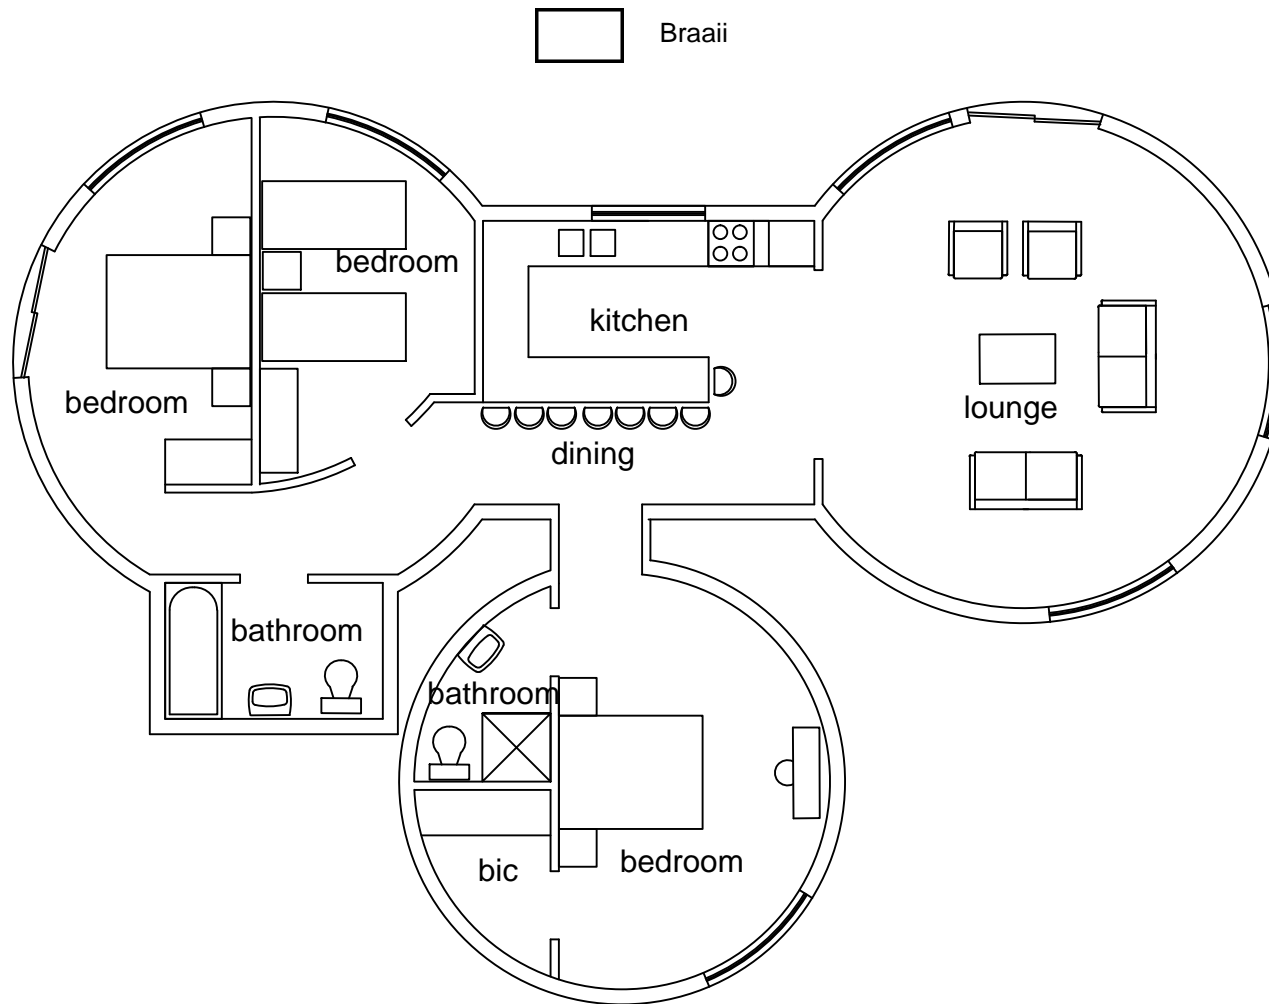 Braaii
bedroom
kitchen
bedroom
lounge
dining
bathroom
bathroom
bedroom
bic